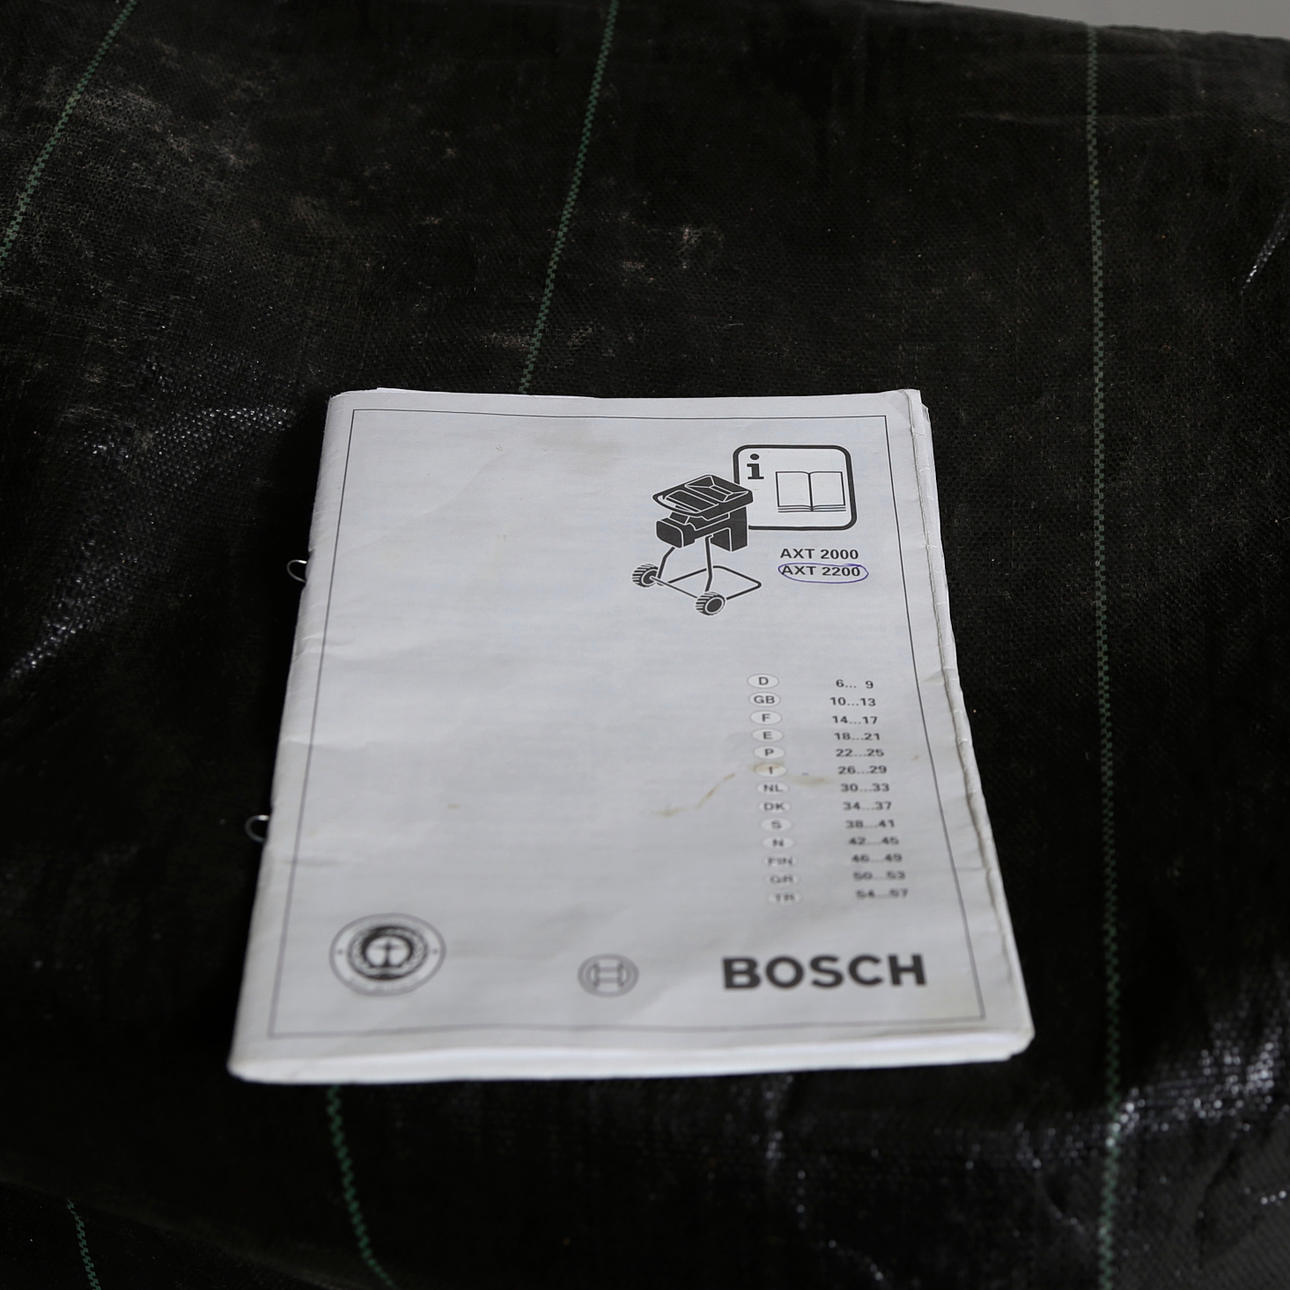 i
AXT 2000
AXT 2200
D 6... 9
GB 10...13
F 14...17
E 18...21
P 22...25
I 26...29
NL 30...33
DK 34...37
S 38...41
N 42...45
FIN 46...49
GR 50...53
TR 54...57
BOSCH